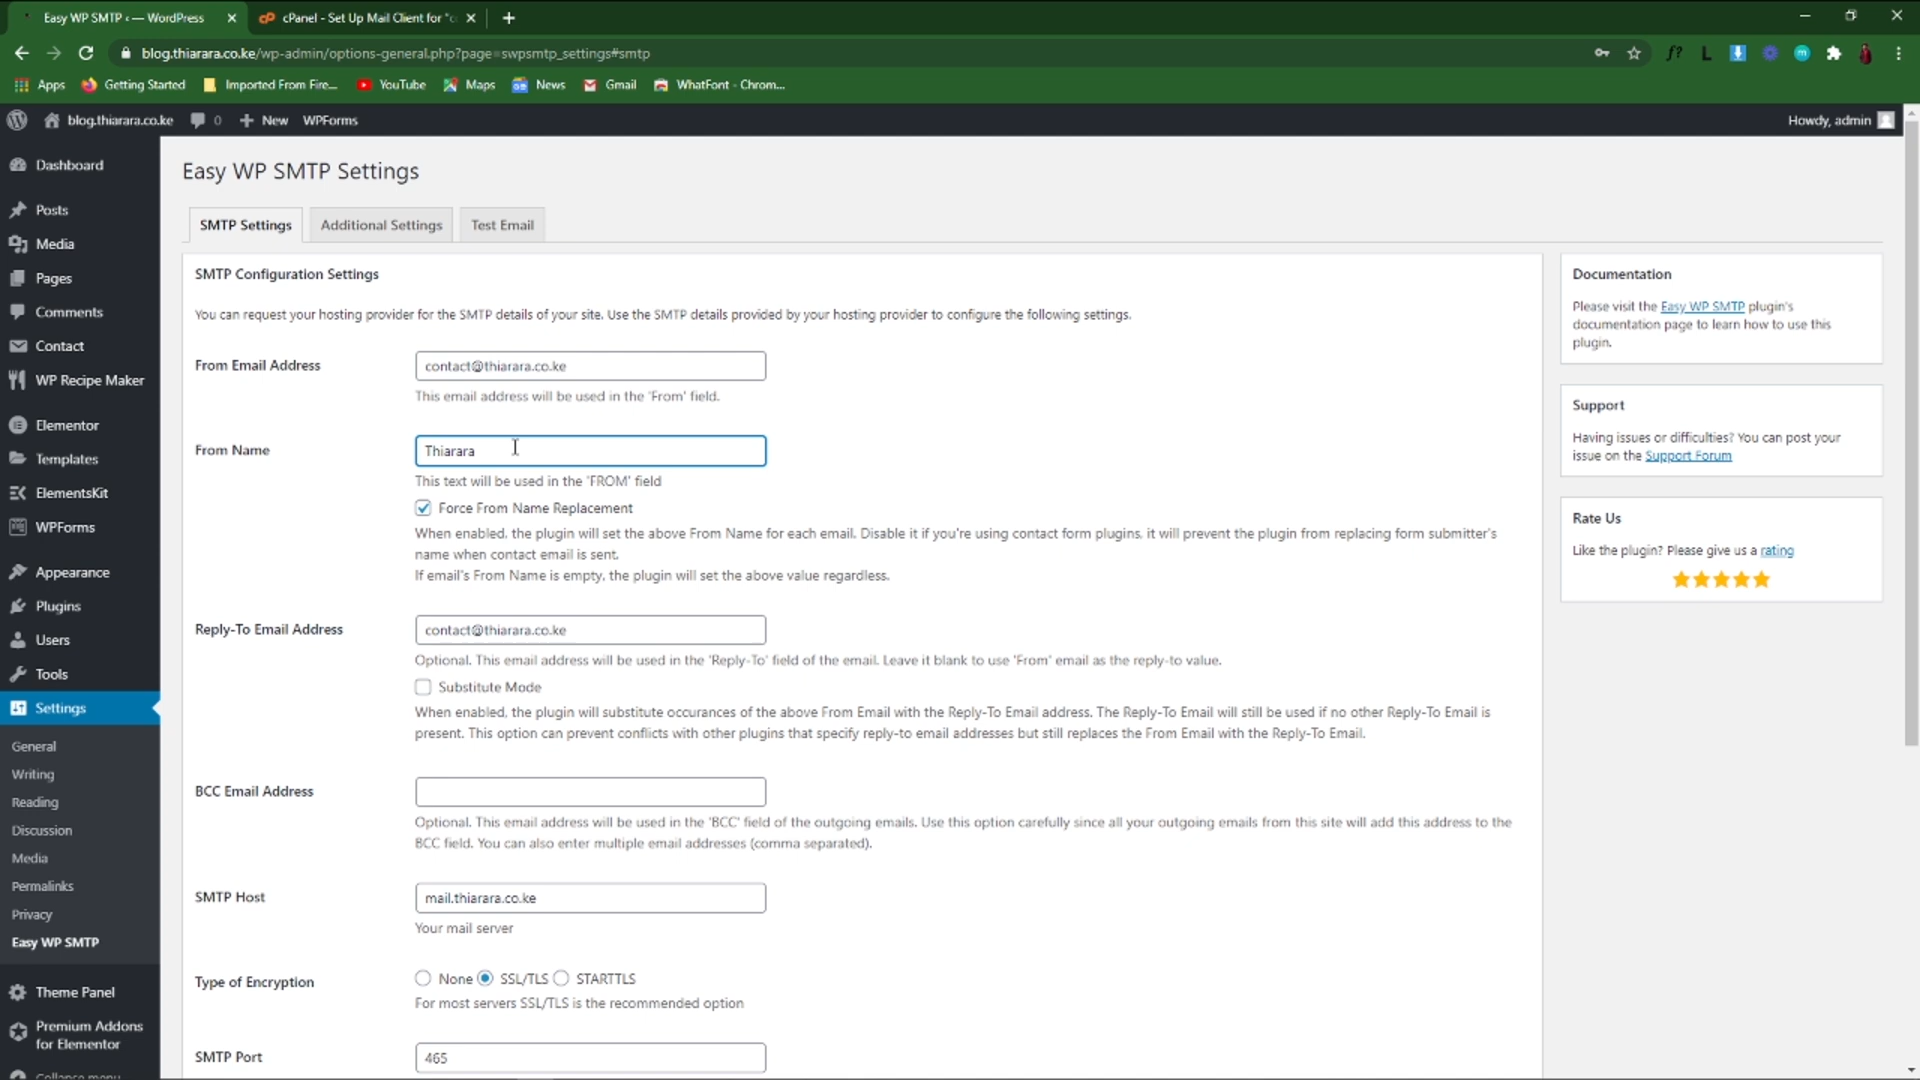 Easy WP SMTP ‹ — WordPress
cPanel - Set Up Mail Client for "c
blog.thiarara.co.ke/wp-admin/options-general.php?page=swpsmtp_settings#smtp
f?
L
Apps
Getting Started
Imported From Fire...
YouTube
Maps
News
Gmail
WhatFont - Chrom...
blog.thiarara.co.ke
0
New
WPForms
Howdy, admin
Dashboard
Posts
Media
Pages
Comments
Contact
WP Recipe Maker
Elementor
Templates
ElementsKit
WPForms
Appearance
Plugins
Users
Tools
Settings
General
Writing
Reading
Discussion
Media
Permalinks
Privacy
Easy WP SMTP
Theme Panel
Premium Addons
for Elementor
Collapse menu
Easy WP SMTP Settings
SMTP Settings
Additional Settings
Test Email
SMTP Configuration Settings
You can request your hosting provider for the SMTP details of your site. Use the SMTP details provided by your hosting provider to configure the following settings.
From Email Address
contact@thiarara.co.ke
This email address will be used in the 'From' field.
From Name
Thiarara
This text will be used in the 'FROM' field
Force From Name Replacement
When enabled, the plugin will set the above From Name for each email. Disable it if you're using contact form plugins, it will prevent the plugin from replacing form submitter's
name when contact email is sent.
If email's From Name is empty, the plugin will set the above value regardless.
Reply-To Email Address
contact@thiarara.co.ke
Optional. This email address will be used in the 'Reply-To' field of the email. Leave it blank to use 'From' email as the reply-to value.
Substitute Mode
When enabled, the plugin will substitute occurances of the above From Email with the Reply-To Email address. The Reply-To Email will still be used if no other Reply-To Email is
present. This option can prevent conflicts with other plugins that specify reply-to email addresses but still replaces the From Email with the Reply-To Email.
BCC Email Address
Optional. This email address will be used in the 'BCC' field of the outgoing emails. Use this option carefully since all your outgoing emails from this site will add this address to the
BCC field. You can also enter multiple email addresses (comma separated).
SMTP Host
mail.thiarara.co.ke
Your mail server
Type of Encryption
None
SSL/TLS
STARTTLS
For most servers SSL/TLS is the recommended option
SMTP Port
465
Documentation
Please visit the Easy WP SMTP plugin's
documentation page to learn how to use this
plugin.
Support
Having issues or difficulties? You can post your
issue on the Support Forum
Rate Us
Like the plugin? Please give us a rating